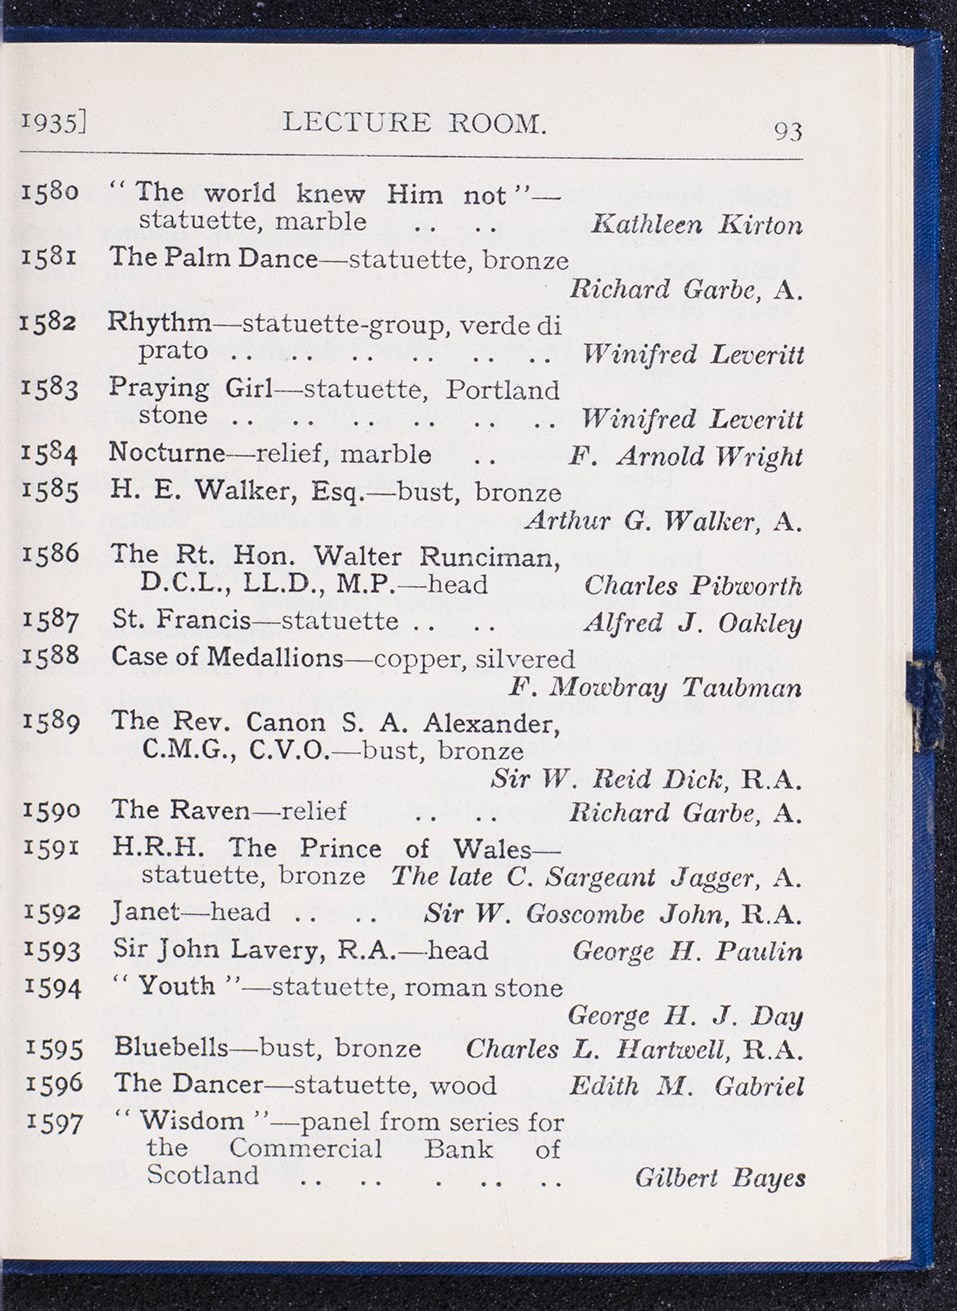 1935] LECTURE ROOM. 93
1580 “ The world knew Him not ”—
statuette, marble .. .. Kathleen Kirton
1581 The Palm Dance—statuette, bronze
Richard Garbe, A.
1582 Rhythm—statuette-group, verde di
prato .. .. .. .. .. .. Winifred Leveritt
1583 Praying Girl—statuette, Portland
stone .. .. .. .. .. .. Winifred Leveritt
1584 Nocturne—relief, marble .. F. Arnold Wright
1585 H. E. Walker, Esq.—bust, bronze
Arthur G. Walker, A.
1586 The Rt. Hon. Walter Runciman,
D.C.L., LL.D., M.P.—head Charles Pibworth
1587 St. Francis—statuette .. .. Alfred J. Oakley
1588 Case of Medallions—copper, silvered
F. Mowbray Taubman
1589 The Rev. Canon S. A. Alexander,
C.M.G., C.V.O.—bust, bronze
Sir W. Reid Dick, R.A.
1590 The Raven—relief .. .. Richard Garbe, A.
1591 H.R.H. The Prince of Wales—
statuette, bronze The late C. Sargeant Jagger, A.
1592 Janet—head .. .. Sir W. Goscombe John, R.A.
1593 Sir John Lavery, R.A.—head George H. Paulin
1594 “ Youth ”—statuette, roman stone
George H. J. Day
1595 Bluebells—bust, bronze Charles L. Hartwell, R.A.
1596 The Dancer—statuette, wood Edith M. Gabriel
1597 “ Wisdom ”—panel from series for
the Commercial Bank of
Scotland .. .. . .. .. Gilbert Bayes